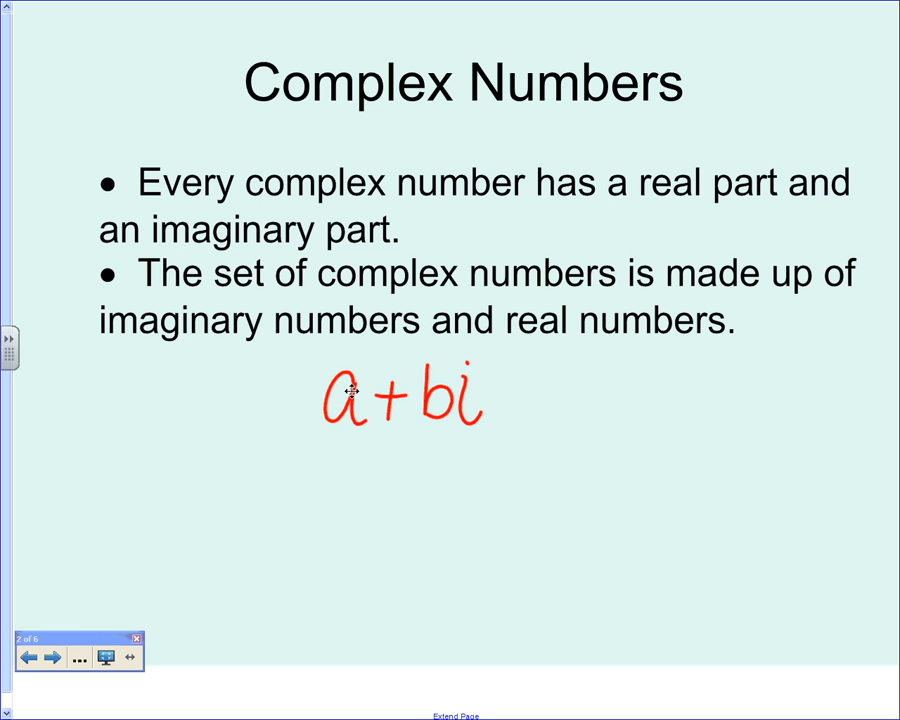 Complex Numbers
• Every complex number has a real part and
an imaginary part.
• The set of complex numbers is made up of
imaginary numbers and real numbers.
a+bi
2 of 6
...
Extend Page